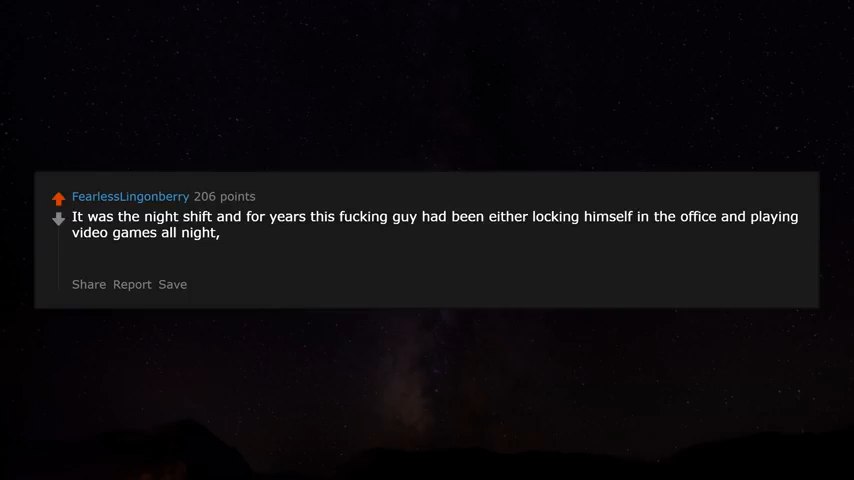 FearlessLingonberry 206 points
It was the night shift and for years this fucking guy had been either locking himself in the office and playing
video games all night,
Share Report Save